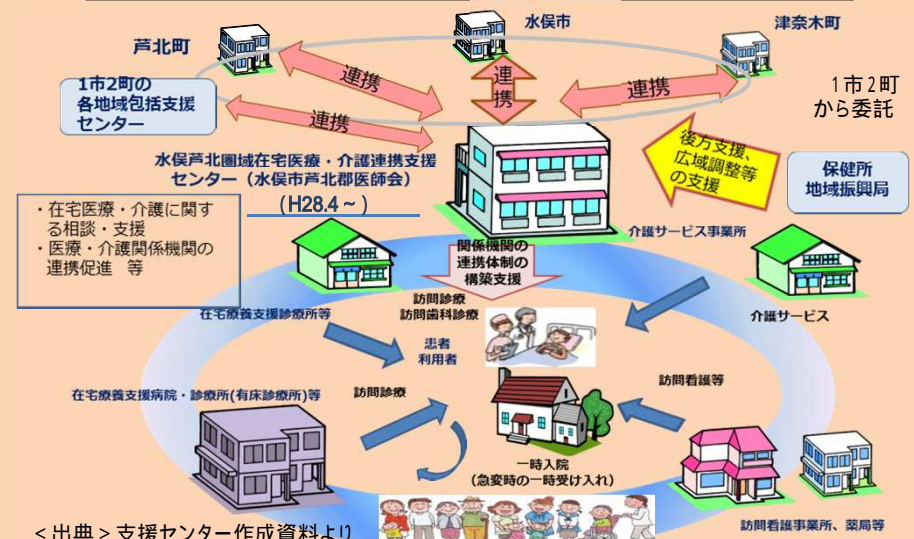 水俣市
津奈木町
芦北町
連携
連
携
連携
1市2町の
各地域包括支援
センター
1市2町
から委託
連携
水俣芦北圏域在宅医療・介護連携支援
センター（水俣市芦北郡医師会）
(H28.4～)
後方支援、
広域調整等
の支援
保健所
地域振興局
・在宅医療・介護に関す
る相談・支援
・医療・介護関係機関の
連携促進 等
介護サービス事業所
関係機関の
連携体制の
構築支援
訪問診療
訪問歯科診療
在宅療養支援診療所等
介護サービス
患者
利用者
訪問看護等
在宅療養支援病院・診療所(有床診療所)等
訪問診療
一時入院
(急変時の一時受け入れ)
訪問看護事業所、薬局等
＜出典＞支援センター作成資料より